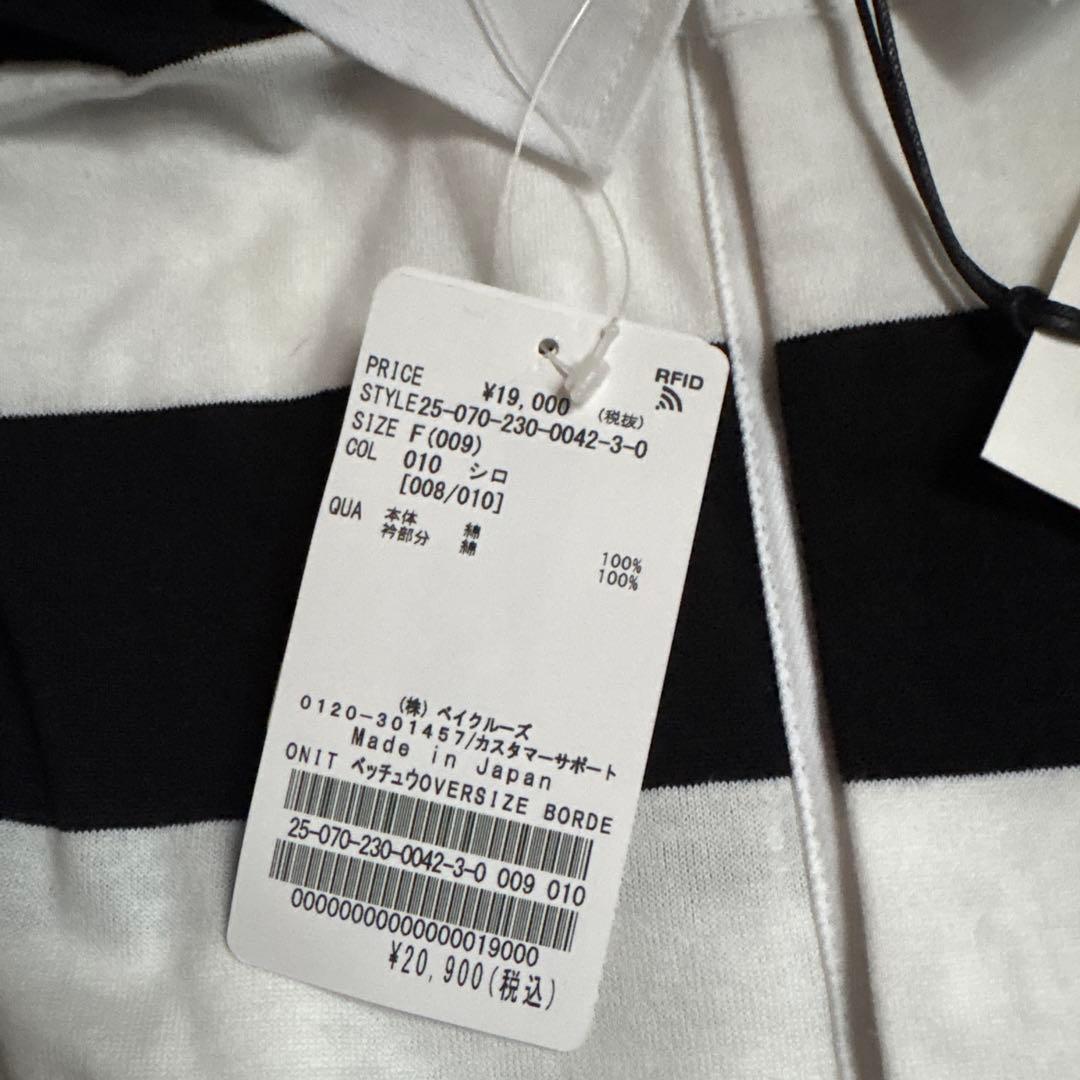 RFID
PRICE ¥19,000 (税抜)
STYLE25-070-230-0042-3-0
SIZE F(009)
COL 010 シロ
[008/010]
QUA 本体 綿 100%
衿部分 綿 100%
(株) ベイクルーズ
0120-301457/カスタマーサポート
Made in Japan
ONIT ベッチュウOVERSIZE BORDE
25-070-230-0042-3-0 009 010
0000000000000019000
¥20,900(税込)